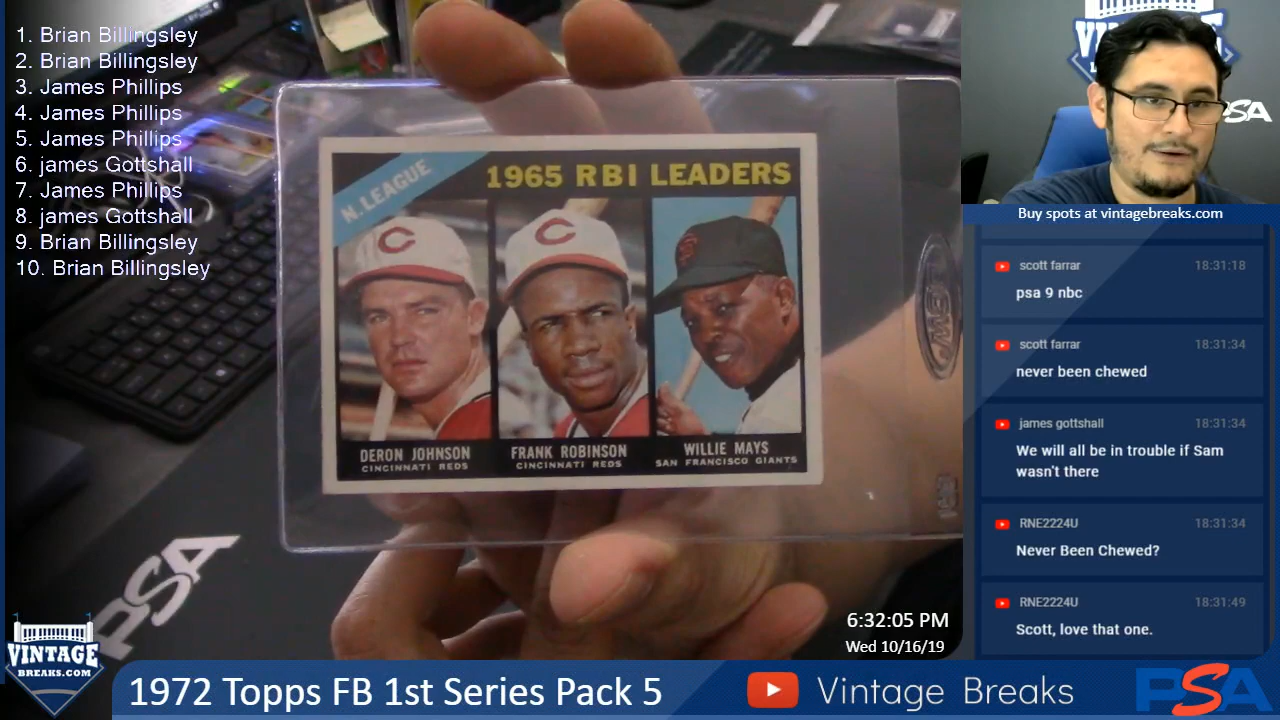 1. Brian Billingsley
2. Brian Billingsley
3. James Phillips
4. James Phillips
5. James Phillips
6. james Gottshall
7. James Phillips
8. james Gottshall
9. Brian Billingsley
10. Brian Billingsley
N. LEAGUE
1965 RBI LEADERS
C
C
SF
DERON JOHNSON
CINCINNATI REDS
FRANK ROBINSON
CINCINNATI REDS
WILLIE MAYS
SAN FRANCISCO GIANTS
PSA
PSA
Buy spots at vintagebreaks.com
scott farrar 18:31:18
psa 9 nbc
scott farrar 18:31:34
never been chewed
james gottshall 18:31:34
We will all be in trouble if Sam
wasn't there
RNE2224U 18:31:34
Never Been Chewed?
RNE2224U 18:31:49
Scott, love that one.
6:32:05 PM
Wed 10/16/19
VINTAGE
BREAKS.COM
1972 Topps FB 1st Series Pack 5
Vintage Breaks
PSA